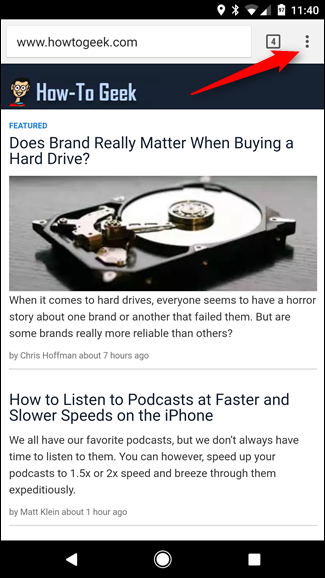 11:40
www.howtogeek.com
4
How-To Geek
FEATURED
Does Brand Really Matter When Buying a
Hard Drive?
When it comes to hard drives, everyone seems to have a horror
story about one brand or another that failed them. But are
some brands really more reliable than others?
by Chris Hoffman about 7 hours ago
How to Listen to Podcasts at Faster and
Slower Speeds on the iPhone
We all have our favorite podcasts, but we don't always have
time to listen to them. You can however, speed up your
podcasts to 1.5x or 2x speed and breeze through them
expeditiously.
by Matt Klein about 1 hour ago